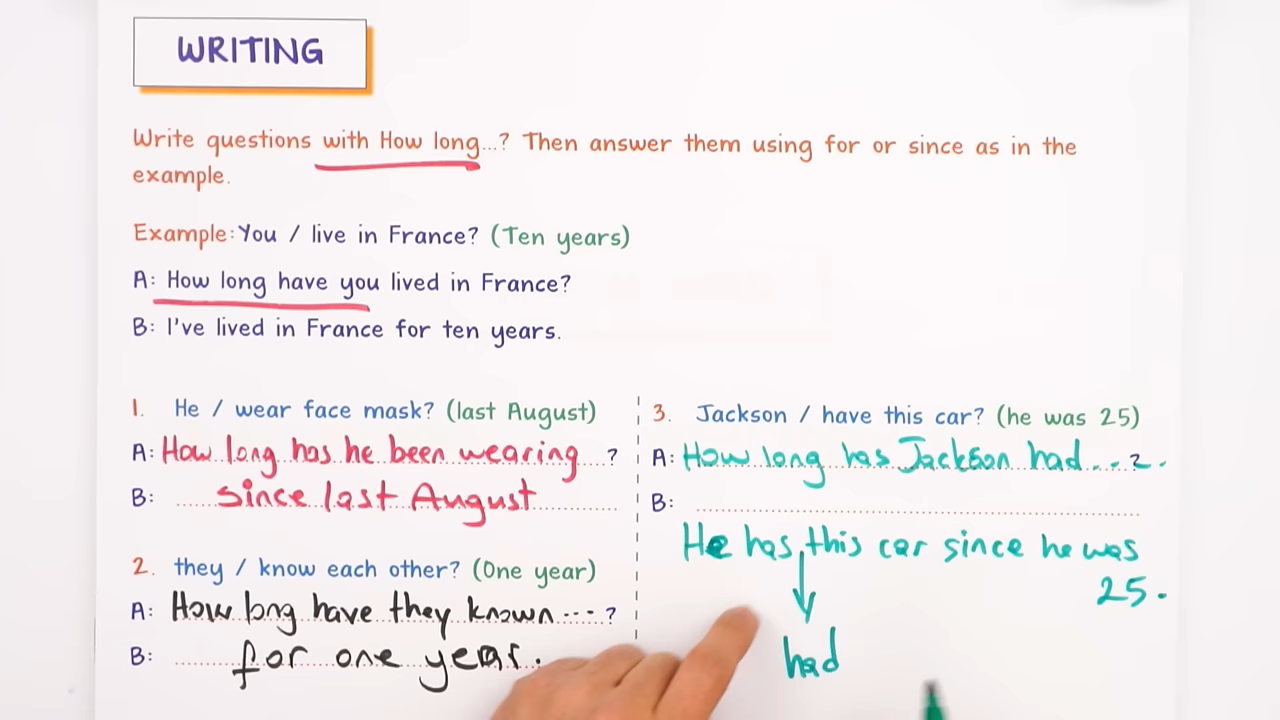 WRITING
Write questions with How long...? Then answer them using for or since as in the
example.
Example: You / live in France? (Ten years)
A: How long have you lived in France?
B: I've lived in France for ten years.
1. He / wear face mask? (last August)
A: How long has he been wearing ...?
B: since last August
2. they / know each other? (One year)
A: How long have they known ...?
B: for one year.
3. Jackson / have this car? (he was 25)
A: How long has Jackson had...?.
B:
He has this car since he was
25.
had